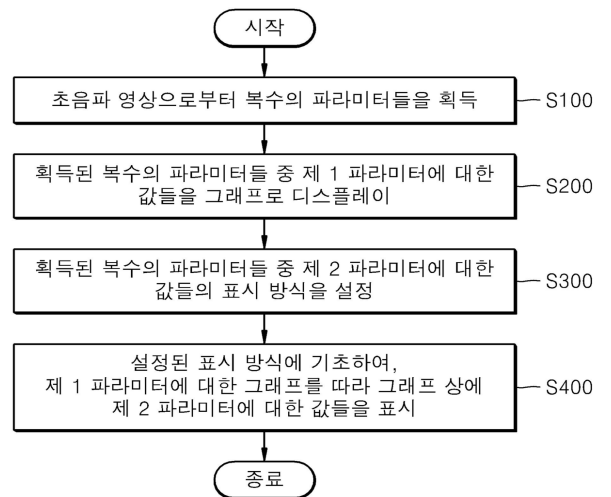 시작
초음파 영상으로부터 복수의 파라미터들을 획득
S100
획득된 복수의 파라미터들 중 제 1 파라미터에 대한
값들을 그래프로 디스플레이
S200
획득된 복수의 파라미터들 중 제 2 파라미터에 대한
값들의 표시 방식을 설정
S300
설정된 표시 방식에 기초하여,
제 1 파라미터에 대한 그래프를 따라 그래프 상에
제 2 파라미터에 대한 값들을 표시
S400
종료